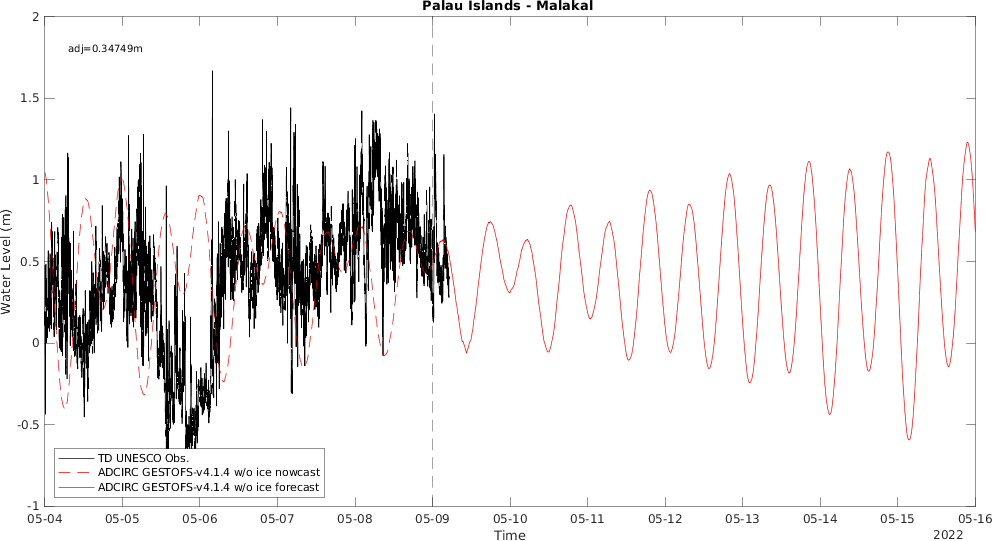 Palau Islands - Malakal
2
adj=0.34749m
1.5
1
0.5
0
-0.5
-1
Water Level (m)
TD UNESCO Obs.
ADCIRC GESTOFS-v4.1.4 w/o ice nowcast
ADCIRC GESTOFS-v4.1.4 w/o ice forecast
05-04 05-05 05-06 05-07 05-08 05-09 05-10 05-11 05-12 05-13 05-14 05-15 05-16
Time
2022